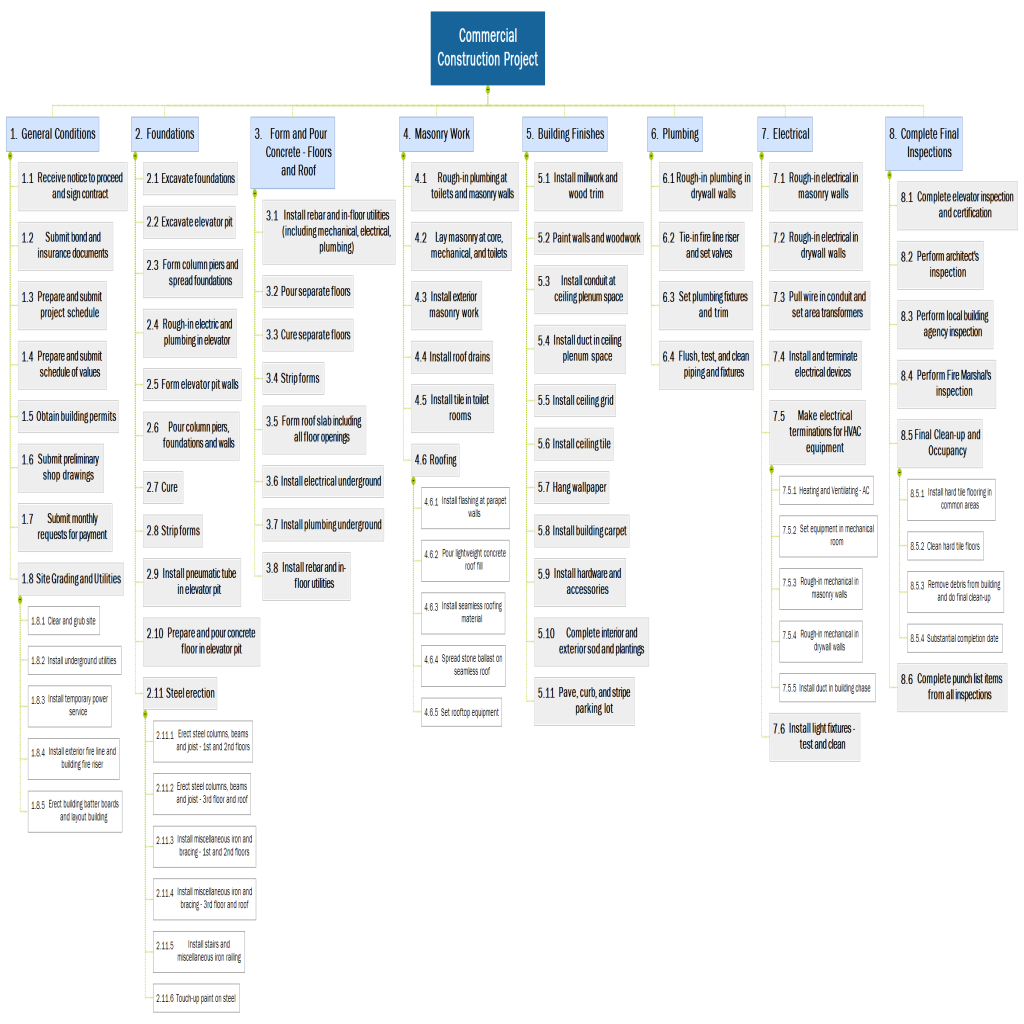 Commercial
Construction Project
1. General Conditions
1.1 Receive notice to proceed
and sign contract
1.2 Submit bond and
insurance documents
1.3 Prepare and submit
project schedule
1.4 Prepare and submit
schedule of values
1.5 Obtain building permits
1.6 Submit preliminary
shop drawings
1.7 Submit monthly
requests for payment
1.8 Site Grading and Utilities
1.8.1 Clear and grub site
1.8.2 Install underground utilities
1.8.3 Install temporary power
service
1.8.4 Install exterior fire line and
building fire riser
1.8.5 Erect building batter boards
and layout building
2. Foundations
2.1 Excavate foundations
2.2 Excavate elevator pit
2.3 Form column piers and
spread foundations
2.4 Rough-in electric and
plumbing in elevator
2.5 Form elevator pit walls
2.6 Pour column piers,
foundations and walls
2.7 Cure
2.8 Strip forms
2.9 Install pneumatic tube
in elevator pit
2.10 Prepare and pour concrete
floor in elevator pit
2.11 Steel erection
2.11.1 Erect steel columns, beams
and joist - 1st and 2nd floors
2.11.2 Erect steel columns, beams
and joist - 3rd floor and roof
2.11.3 Install miscellaneous iron and
bracing - 1st and 2nd floors
2.11.4 Install miscellaneous iron and
bracing - 3rd floor and roof
2.11.5 Install stairs and
miscellaneous iron railing
2.11.6 Touch-up paint on steel
3. Form and Pour
Concrete - Floors
and Roof
3.1 Install rebar and in-floor utilities
(including mechanical, electrical,
plumbing)
3.2 Pour separate floors
3.3 Cure separate floors
3.4 Strip forms
3.5 Form roof slab including
all floor openings
3.6 Install electrical underground
3.7 Install plumbing underground
3.8 Install rebar and in-
floor utilities
4. Masonry Work
4.1 Rough-in plumbing at
toilets and masonry walls
4.2 Lay masonry at core,
mechanical, and toilets
4.3 Install exterior
masonry work
4.4 Install roof drains
4.5 Install tile in toilet
rooms
4.6 Roofing
4.6.1 Install flashing at parapet
walls
4.6.2 Pour lightweight concrete
roof fill
4.6.3 Install seamless roofing
material
4.6.4 Spread stone ballast on
seamless roof
4.6.5 Set rooftop equipment
5. Building Finishes
5.1 Install millwork and
wood trim
5.2 Paint walls and woodwork
5.3 Install conduit at
ceiling plenum space
5.4 Install duct in ceiling
plenum space
5.5 Install ceiling grid
5.6 Install ceiling tile
5.7 Hang wallpaper
5.8 Install building carpet
5.9 Install hardware and
accessories
5.10 Complete interior and
exterior sod and plantings
5.11 Pave, curb, and stripe
parking lot
6. Plumbing
6.1 Rough-in plumbing in
drywall walls
6.2 Tie-in fire line riser
and set valves
6.3 Set plumbing fixtures
and trim
6.4 Flush, test, and clean
piping and fixtures
7. Electrical
7.1 Rough-in electrical in
masonry walls
7.2 Rough-in electrical in
drywall walls
7.3 Pull wire in conduit and
set area transformers
7.4 Install and terminate
electrical devices
7.5 Make electrical
terminations for HVAC
equipment
7.5.1 Heating and Ventilating - AC
7.5.2 Set equipment in mechanical
room
7.5.3 Rough-in mechanical in
masonry walls
7.5.4 Rough-in mechanical in
drywall walls
7.5.5 Install duct in building chase
7.6 Install light fixtures -
test and clean
8. Complete Final
Inspections
8.1 Complete elevator inspection
and certification
8.2 Perform architect's
inspection
8.3 Perform local building
agency inspection
8.4 Perform Fire Marshal's
inspection
8.5 Final Clean-up and
Occupancy
8.5.1 Install hard tile flooring in
common areas
8.5.2 Clean hard tile floors
8.5.3 Remove debris from building
and do final clean-up
8.5.4 Substantial completion date
8.6 Complete punch list items
from all inspections